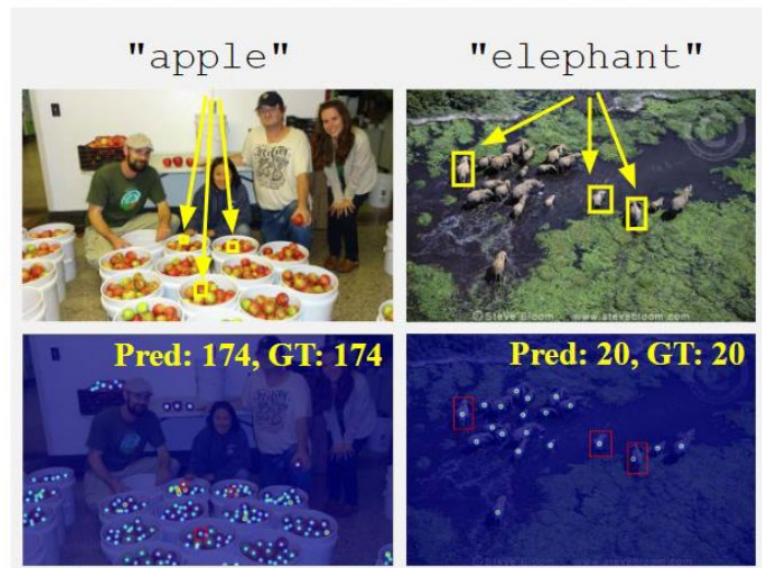 "apple"
"elephant"
©
© Steve Bloom www.stevebloom.com
Pred: 174, GT: 174
Pred: 20, GT: 20